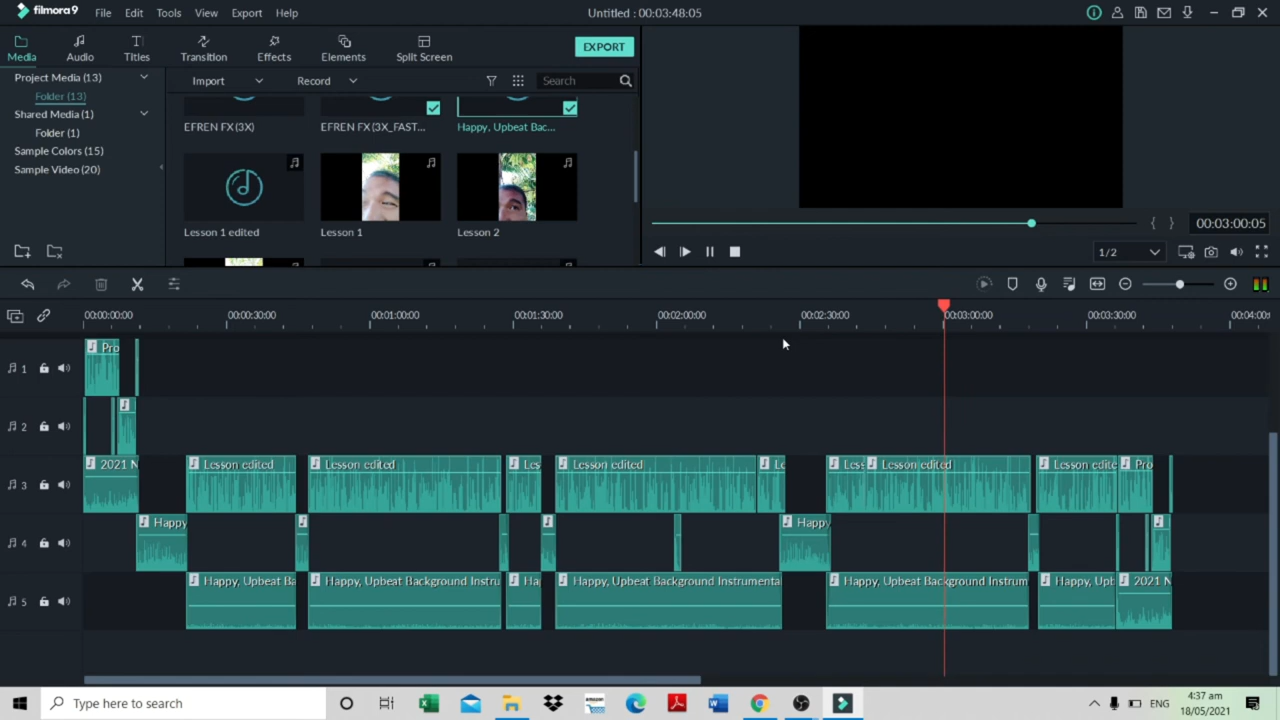 filmora 9 File Edit Tools View Export Help Untitled : 00:03:48:05
Media Audio Titles Transition Effects Elements Split Screen EXPORT
Project Media (13) Import Record Search
Folder (13)
Shared Media (1)
Folder (1)
Sample Colors (15)
Sample Video (20)
EFREN FX (3X) EFREN FX (3X_FAST... Happy, Upbeat Bac...
Lesson 1 edited Lesson 1 Lesson 2
00:03:00:05
1/2
00:00:00:00 00:00:30:00 00:01:00:00 00:01:30:00 00:02:00:00 00:02:30:00 00:03:00:00 00:03:30:00 00:04:00:
1 Pro
2
3 2021 N Lesson edited Lesson edited Les Lesson edited Le Less Lesson edited Lesson edite Pro
4 Happy Happy
5 Happy, Upbeat Ba Happy, Upbeat Background Instru Ha Happy, Upbeat Background Instrumenta Happy, Upbeat Background Instrum Happy, Upb 2021 N
Type here to search ENG 4:37 am
18/05/2021